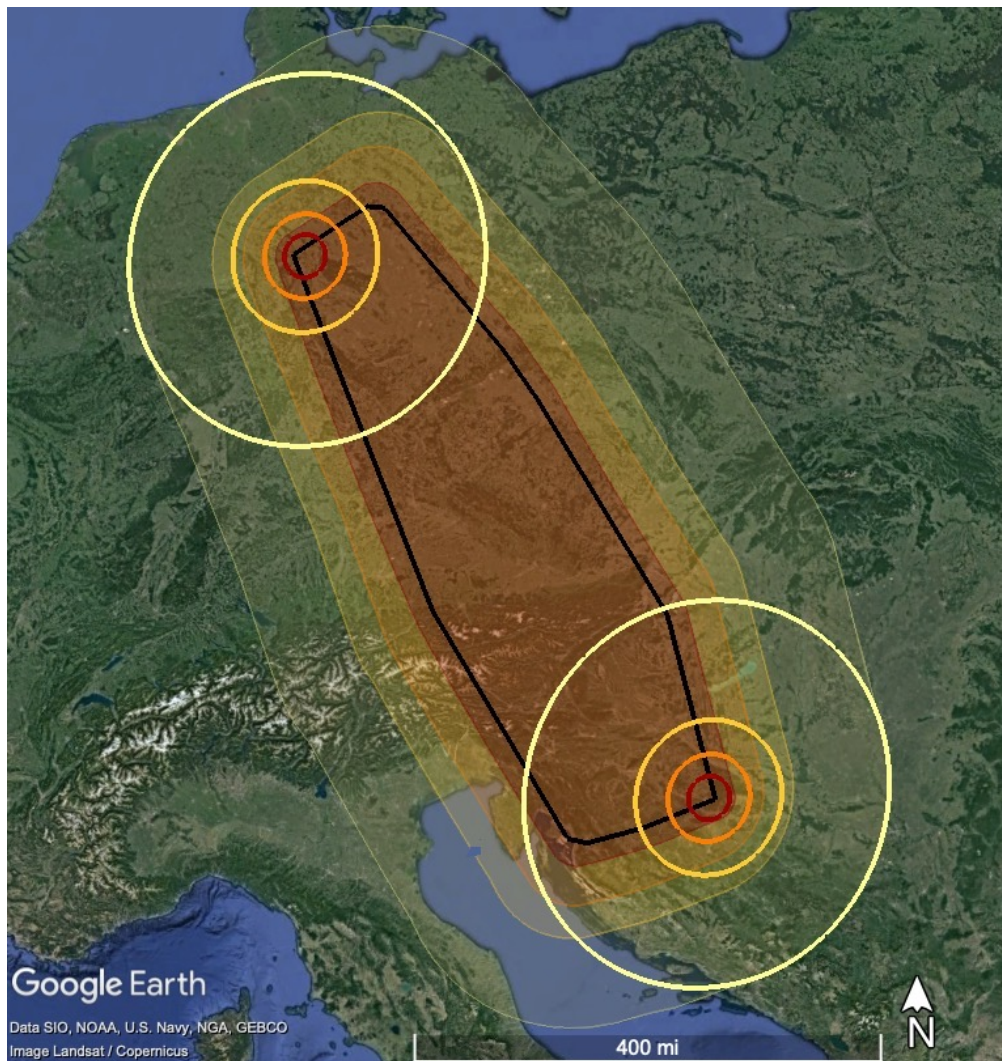 Google Earth
Data SIO, NOAA, U.S. Navy, NGA, GEBCO
Image Landsat / Copernicus
400 mi
N